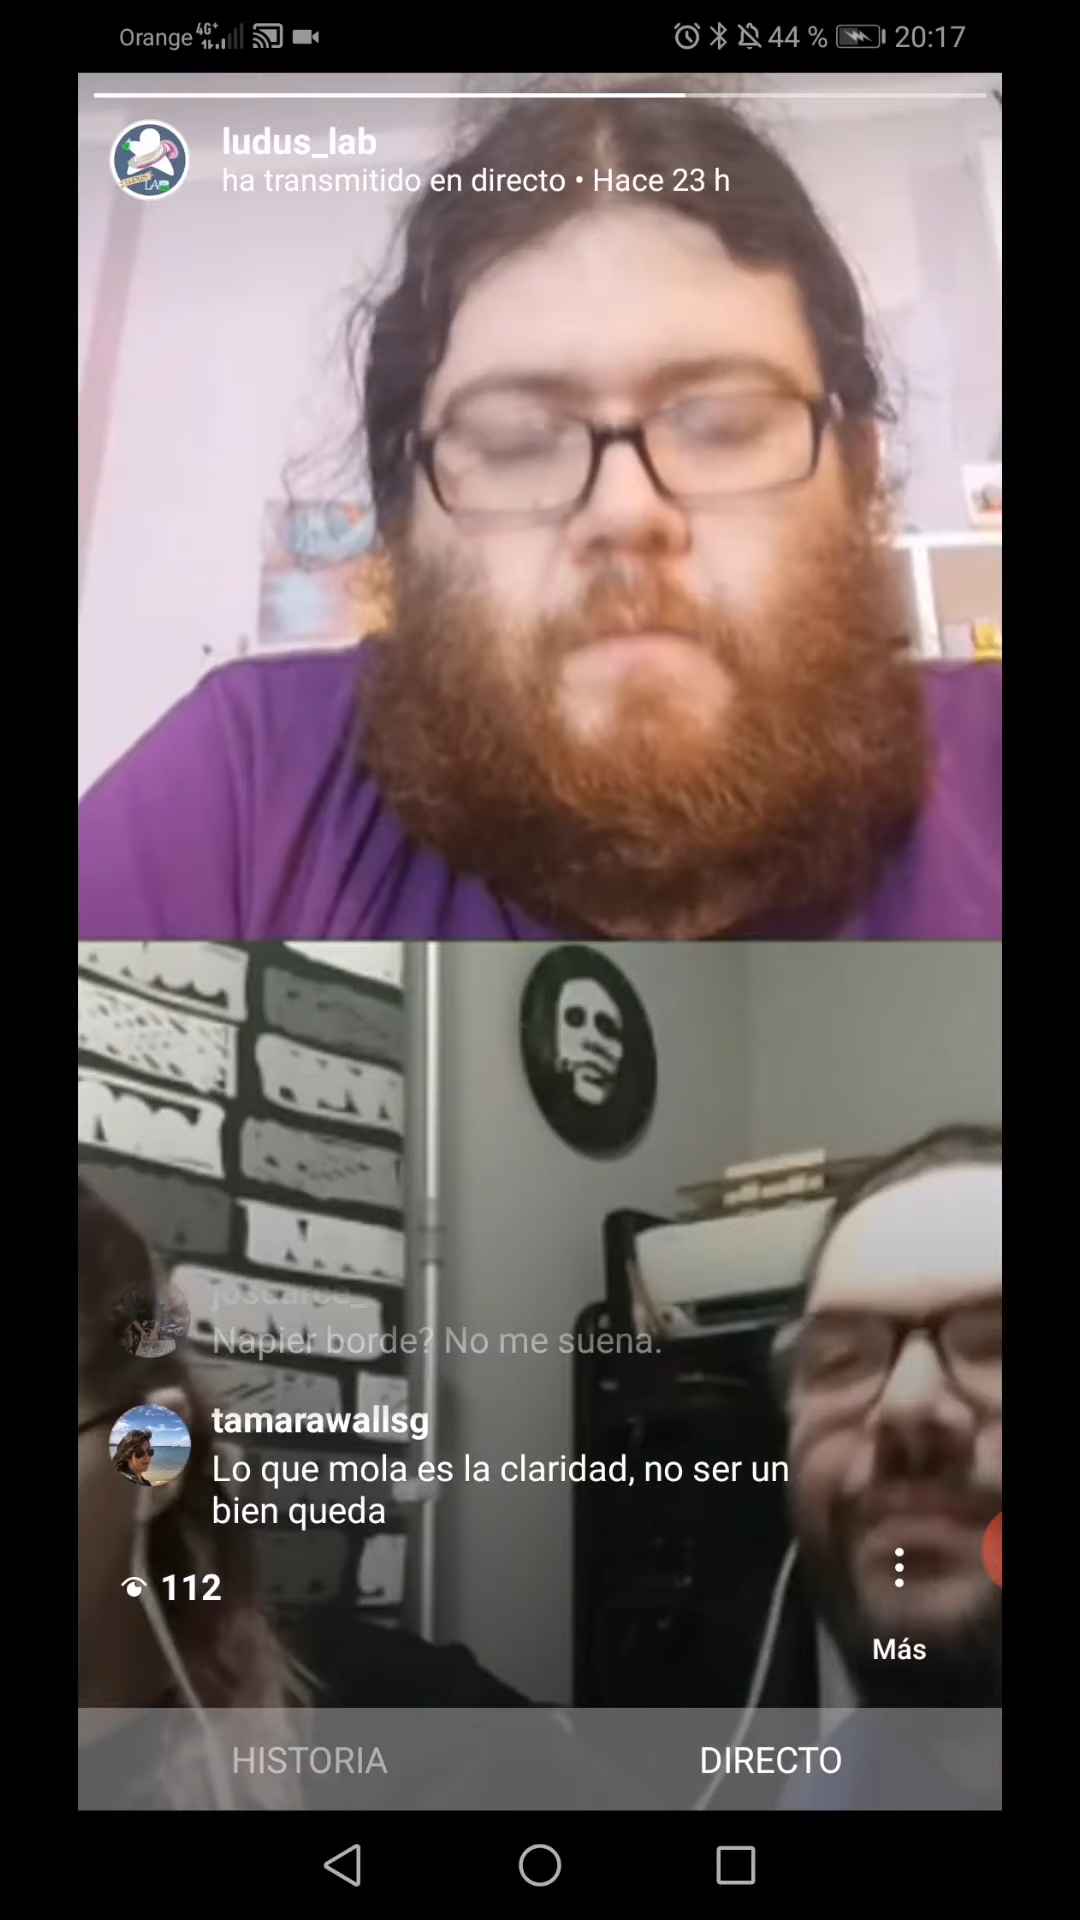 Orange 4G+ 44 % 20:17
ludus_lab
ha transmitido en directo • Hace 23 h
Napier borde? No me suena.
tamarawallsg
Lo que mola es la claridad, no ser un
bien queda
112
Más
HISTORIA
DIRECTO